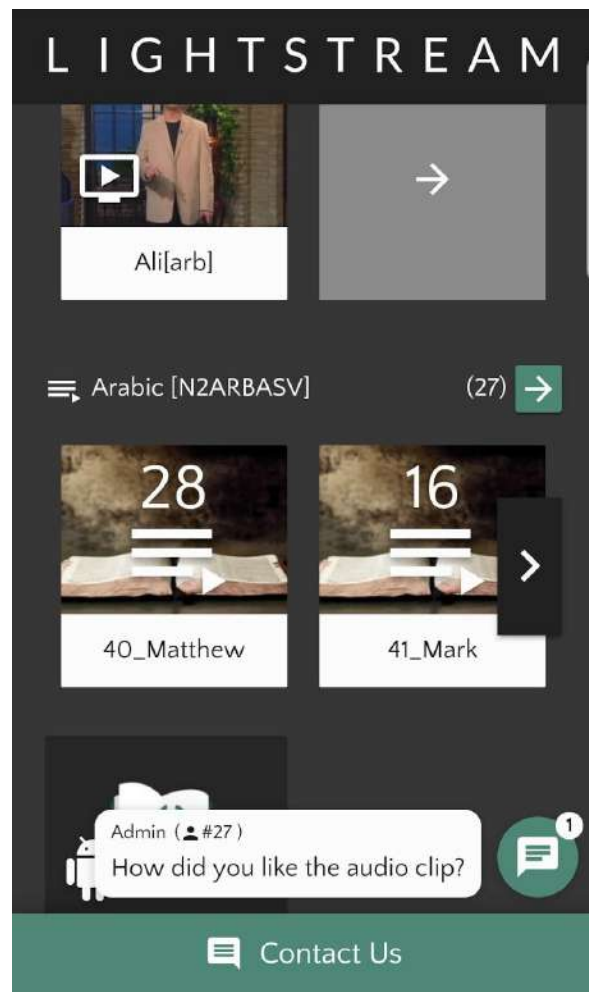 LIGHTSTREAM
Ali[arb]
Arabic [N2ARBASV] (27)
28
16
40_Matthew
41_Mark
Admin (#27)
How did you like the audio clip?
1
Contact Us